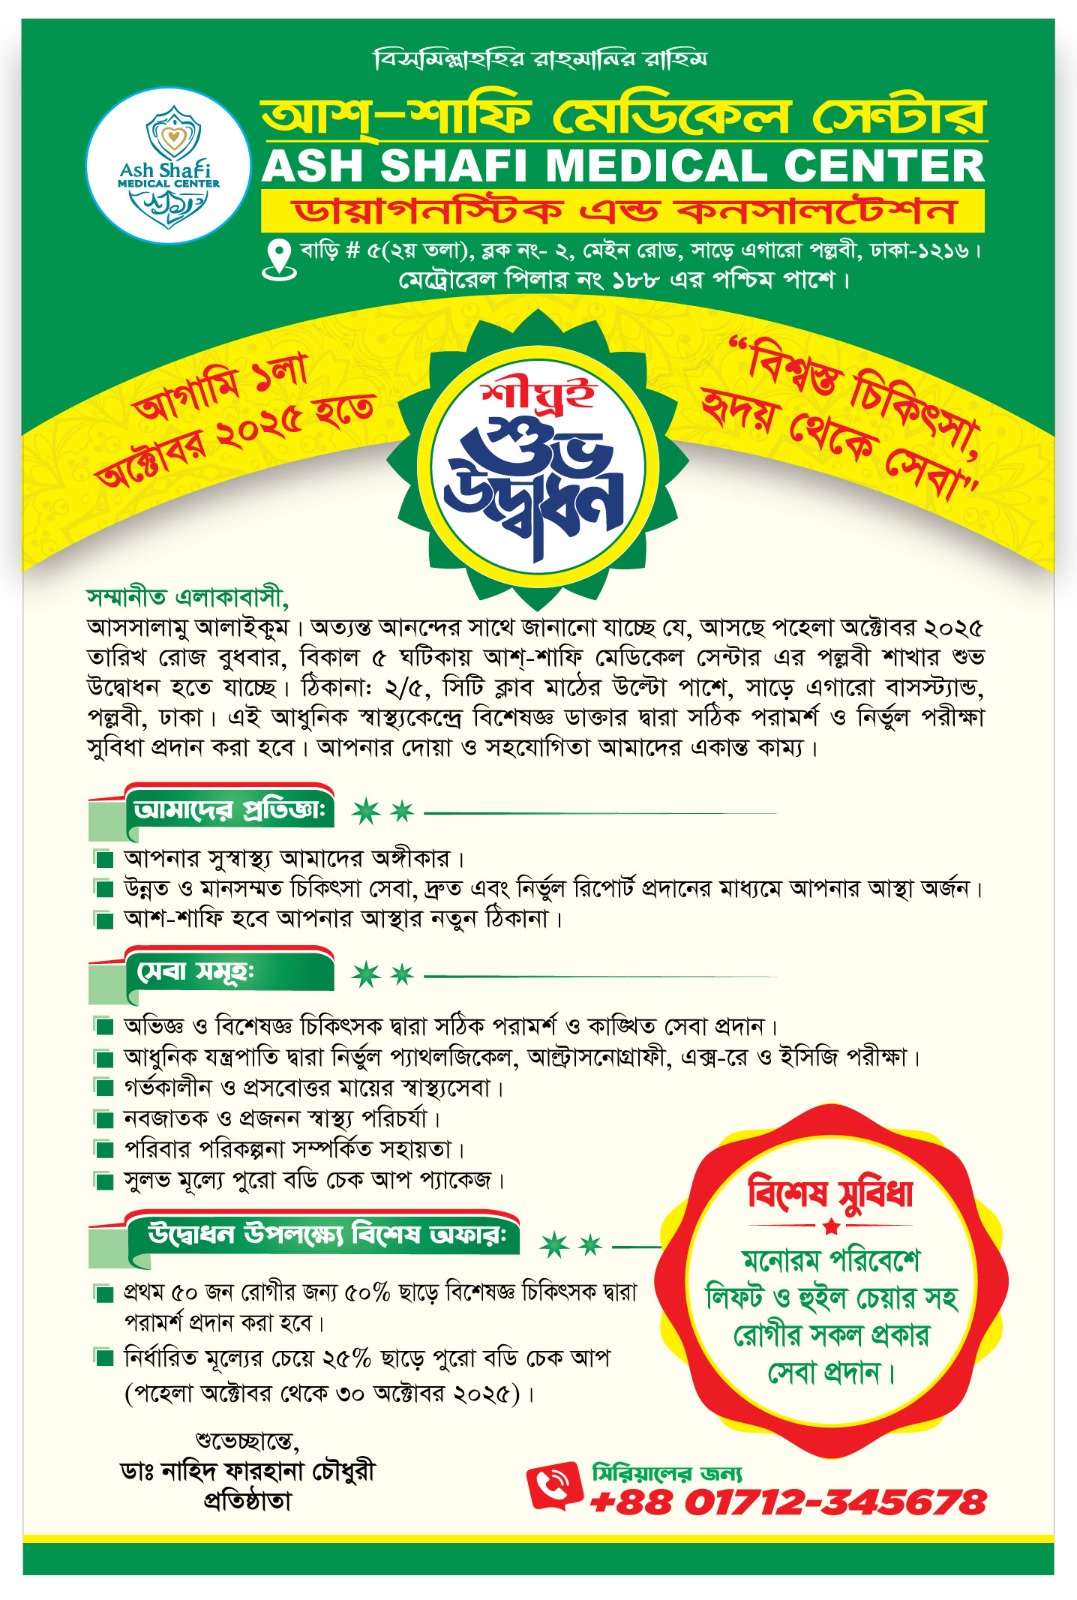 বিস্‌মিল্লাহহির রাহমানির রাহিম
আশ্‌-শাফি মেডিকেল সেন্টার
Ash Shafi
MEDICAL CENTER
ASH SHAFI MEDICAL CENTER
ডায়াগনস্টিক এন্ড কনসালটেশন
বাড়ি # ৫(২য় তলা), ব্লক নং- ২, মেইন রোড, সাড়ে এগারো পল্লবী, ঢাকা-১২১৬।
মেট্রোরেল পিলার নং ১৮৮ এর পশ্চিম পাশে।
আগামি ১লা
অক্টোবর ২০২৫ হতে
শীঘ্রই
শুভ
উদ্বোধন
“বিশ্বস্ত চিকিৎসা,
হৃদয় থেকে সেবা”
সম্মানীত এলাকাবাসী,
আসসালামু আলাইকুম। অত্যন্ত আনন্দের সাথে জানানো যাচ্ছে যে, আসছে পহেলা অক্টোবর ২০২৫
তারিখ রোজ বুধবার, বিকাল ৫ ঘটিকায় আশ্‌-শাফি মেডিকেল সেন্টার এর পল্লবী শাখার শুভ
উদ্বোধন হতে যাচ্ছে। ঠিকানা: ২/৫, সিটি ক্লাব মাঠের উল্টো পাশে, সাড়ে এগারো বাসস্ট্যান্ড,
পল্লবী, ঢাকা। এই আধুনিক স্বাস্থ্যকেন্দ্রে বিশেষজ্ঞ ডাক্তার দ্বারা সঠিক পরামর্শ ও নির্ভুল পরীক্ষা
সুবিধা প্রদান করা হবে। আপনার দোয়া ও সহযোগিতা আমাদের একান্ত কাম্য।
আমাদের প্রতিজ্ঞা:
আপনার সুস্বাস্থ্য আমাদের অঙ্গীকার।
উন্নত ও মানসম্মত চিকিৎসা সেবা, দ্রুত এবং নির্ভুল রিপোর্ট প্রদানের মাধ্যমে আপনার আস্থা অর্জন।
আশ-শাফি হবে আপনার আস্থার নতুন ঠিকানা।
সেবা সমূহ:
অভিজ্ঞ ও বিশেষজ্ঞ চিকিৎসক দ্বারা সঠিক পরামর্শ ও কাঙ্খিত সেবা প্রদান।
আধুনিক যন্ত্রপাতি দ্বারা নির্ভুল প্যাথলজিকেল, আল্ট্রাসনোগ্রাফী, এক্স-রে ও ইসিজি পরীক্ষা।
গর্ভকালীন ও প্রসবোত্তর মায়ের স্বাস্থ্যসেবা।
নবজাতক ও প্রজনন স্বাস্থ্য পরিচর্যা।
পরিবার পরিকল্পনা সম্পর্কিত সহায়তা।
সুলভ মূল্যে পুরো বডি চেক আপ প্যাকেজ।
উদ্বোধন উপলক্ষ্যে বিশেষ অফার:
প্রথম ৫০ জন রোগীর জন্য ৫০% ছাড়ে বিশেষজ্ঞ চিকিৎসক দ্বারা
পরামর্শ প্রদান করা হবে।
নির্ধারিত মূল্যের চেয়ে ২৫% ছাড়ে পুরো বডি চেক আপ
(পহেলা অক্টোবর থেকে ৩০ অক্টোবর ২০২৫)।
বিশেষ সুবিধা
মনোরম পরিবেশে
লিফট ও হুইল চেয়ার সহ
রোগীর সকল প্রকার
সেবা প্রদান।
শুভেচ্ছান্তে,
ডাঃ নাহিদ ফারহানা চৌধুরী
প্রতিষ্ঠাতা
সিরিয়ালের জন্য
+88 01712-345678